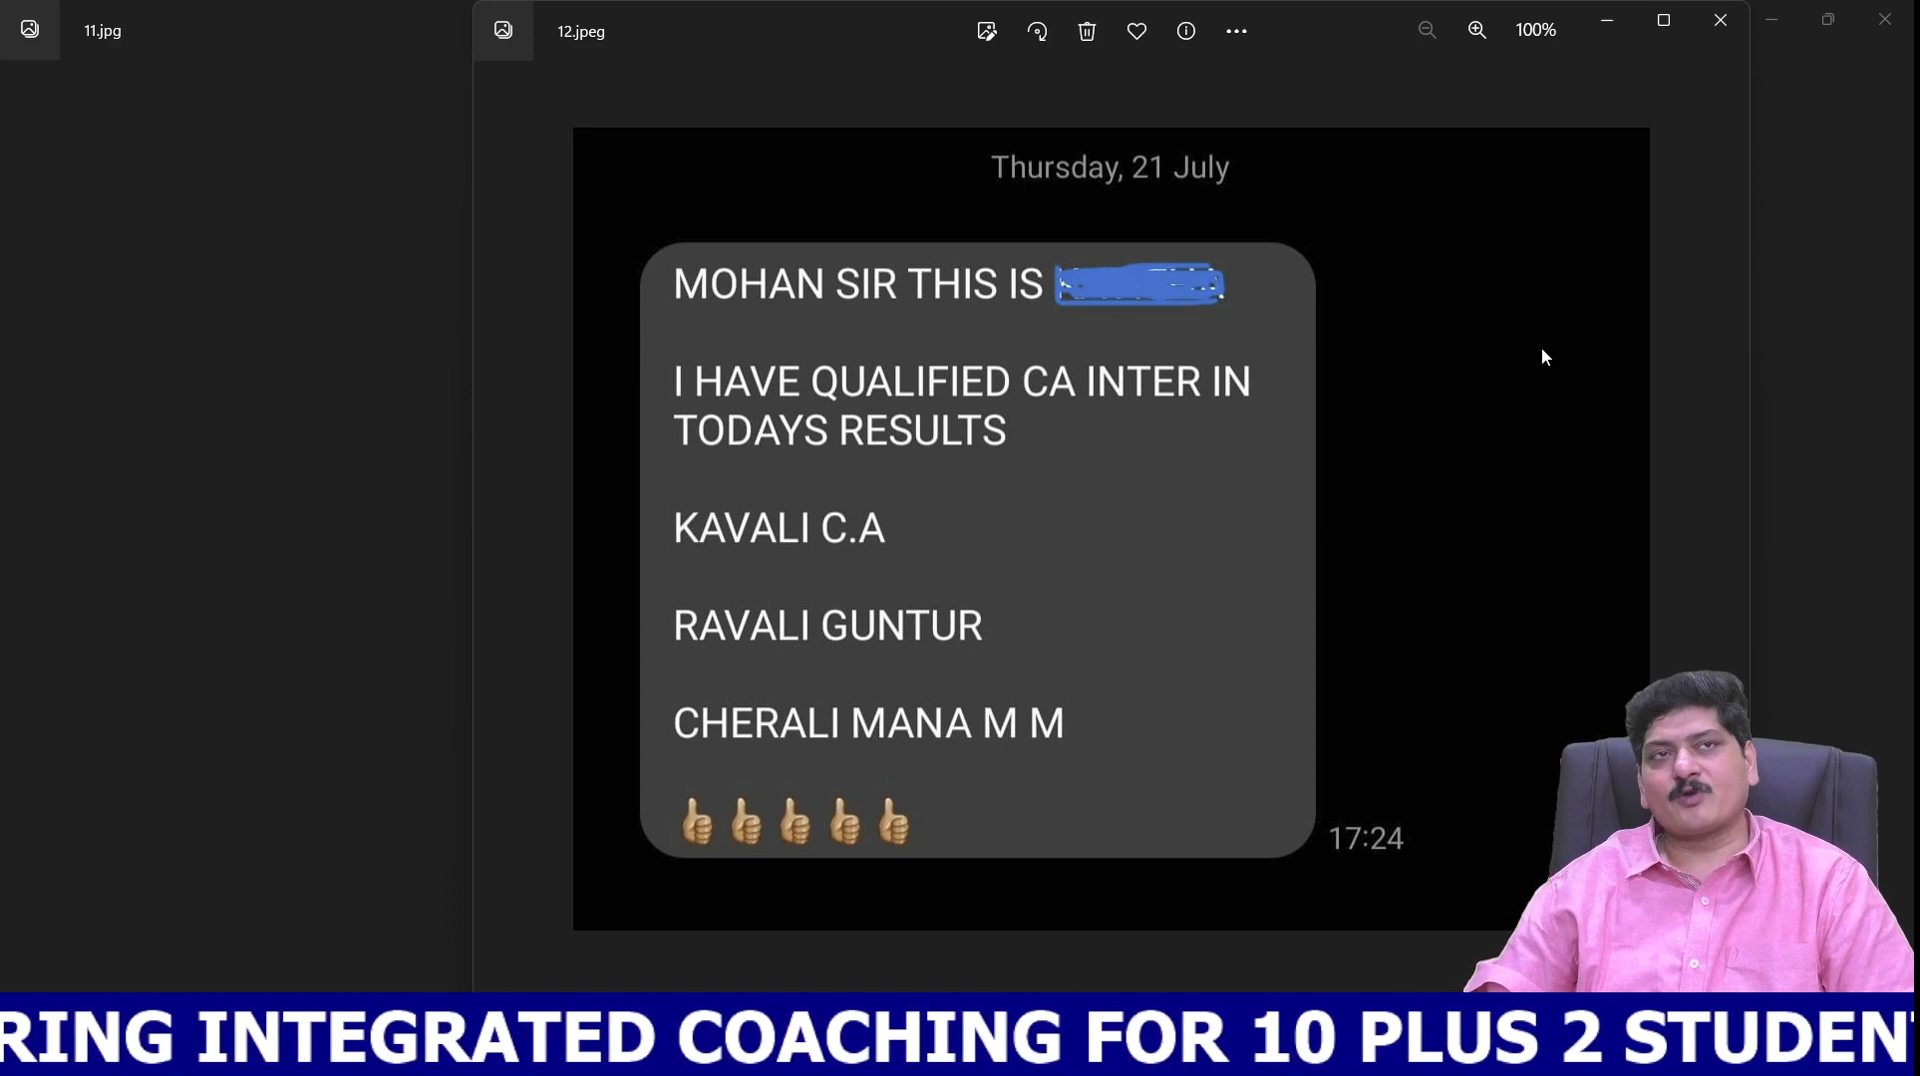 11.jpg
12.jpeg
100%
Thursday, 21 July
MOHAN SIR THIS IS
I HAVE QUALIFIED CA INTER IN
TODAYS RESULTS
KAVALI C.A
RAVALI GUNTUR
CHERALI MANA M M
👍👍👍👍👍
17:24
RING INTEGRATED COACHING FOR 10 PLUS 2 STUDEN